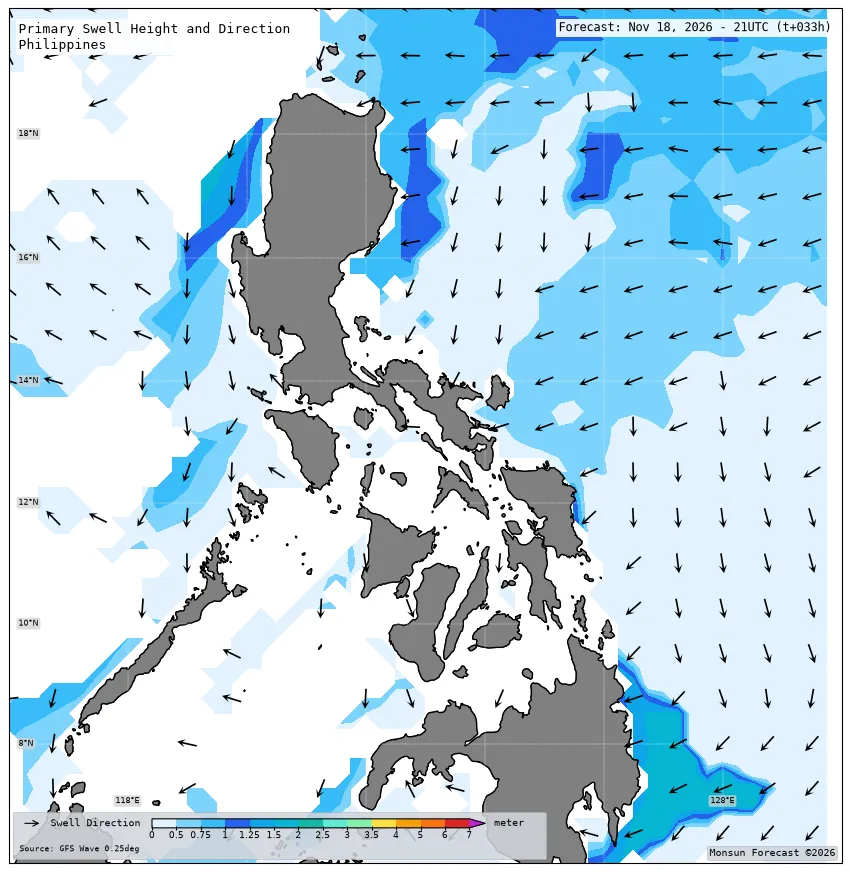 Primary Swell Height and Direction
Philippines
Forecast: Nov 18, 2026 - 21UTC (t+033h)
18°N
16°N
14°N
12°N
10°N
8°N
118°E
128°E
Swell Direction
0 0.5 0.75 1 1.25 1.5 2 2.5 3 3.5 4 5 6 7
meter
Source: GFS Wave 0.25deg
Monsun Forecast ©2026